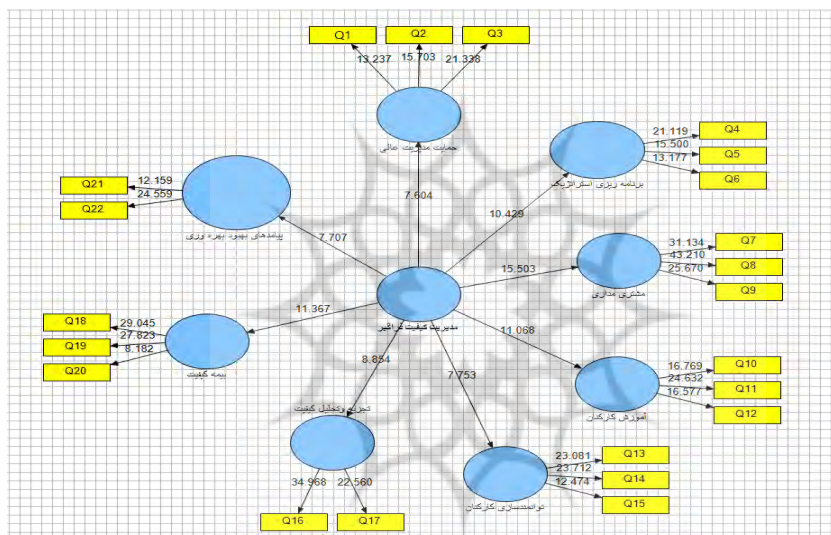 Q1 Q2 Q3
13.237 15.703 21.338
حمایت مدیریت عالی
7.604
Q4
21.119
Q5
15.500
Q6
13.177
برنامه ریزی استراتژیک
10.429
Q21
12.159
Q22
24.559
پیامدهای بهبود بهره وری
7.707
Q7
31.134
Q8
43.210
Q9
25.670
مشتری مداری
15.503
مدیریت کیفیت فراگیر
Q18
29.045
Q19
27.823
Q20
8.182
بیمه کیفیت
11.367
Q10
16.769
Q11
24.632
Q12
16.577
آموزش کارکنان
11.068
8.854
7.753
تجزیه وتحلیل کیفیت
34.968 22.560
Q16 Q17
Q13
23.081
Q14
23.712
Q15
12.474
توانمندسازی کارکنان